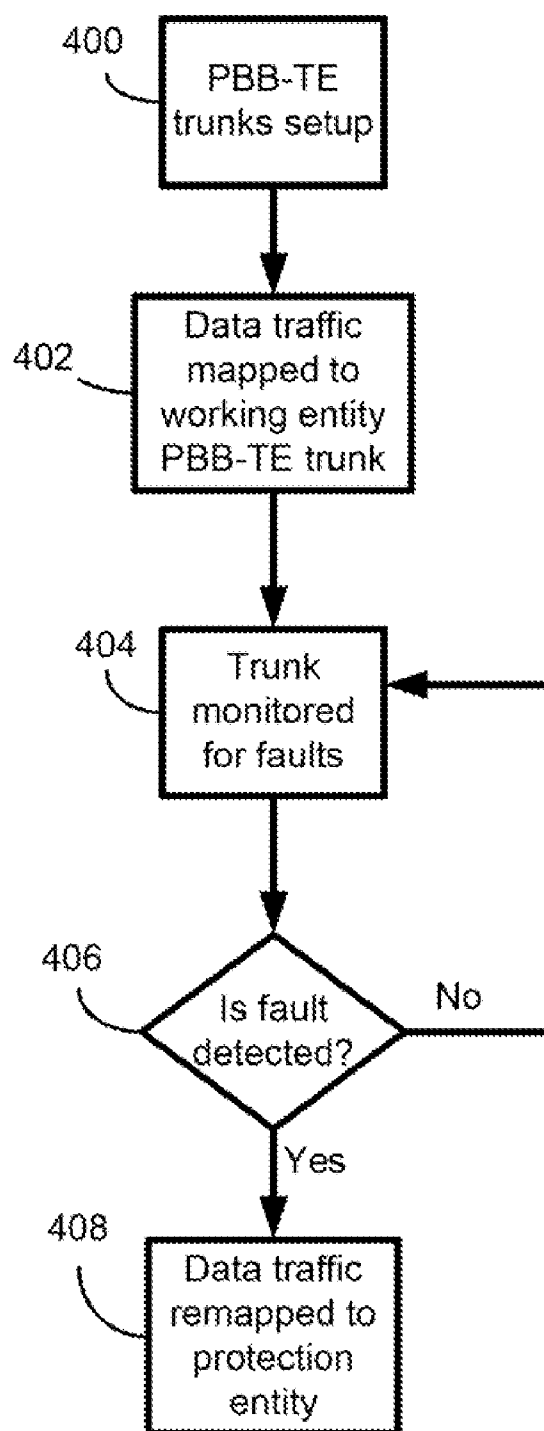 400
PBB-TE
trunks setup
402
Data traffic
mapped to
working entity
PBB-TE trunk
404
Trunk
monitored
for faults
406
Is fault
detected?
No
Yes
408
Data traffic
remapped to
protection
entity